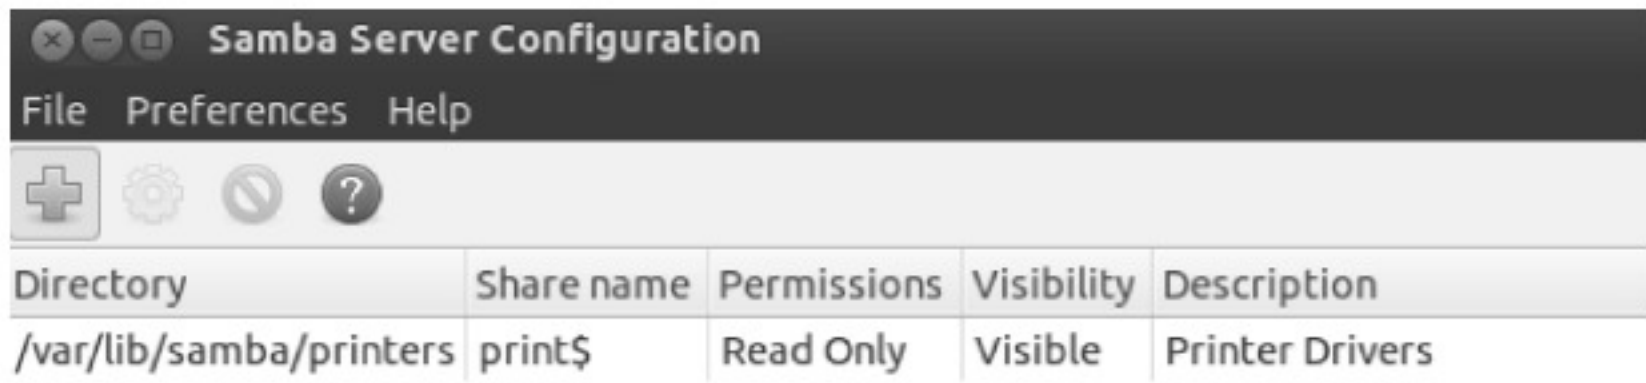 Samba Server Configuration
File Preferences Help
?
Directory Share name Permissions Visibility Description
/var/lib/samba/printers print$ Read Only Visible Printer Drivers